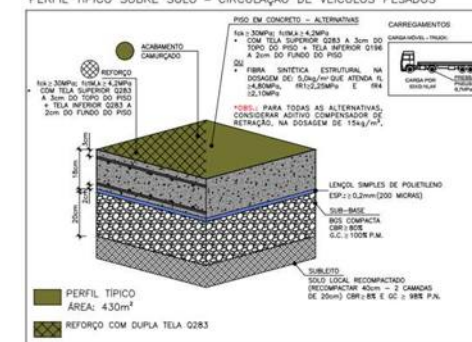 PERFIL TÍPICO SOBRE SOLO - CIRCULAÇÃO DE VEÍCULOS PESADOS
ACABAMENTO
CAMURÇADO
REFORÇO
fck ≥ 30MPa; fctM,k ≥ 4,2MPa
• COM TELA SUPERIOR Q283
A 3cm DO TOPO DO PISO
+ TELA INFERIOR Q283 A
2cm DO FUNDO DO PISO
PISO EM CONCRETO - ALTERNATIVAS
fck ≥ 30MPa; fctM,k ≥ 4,2MPa
• COM TELA SUPERIOR Q283 A 3cm DO
TOPO DO PISO + TELA INFERIOR Q196
A 2cm DO FUNDO DO PISO
OU
• FIBRA SINTÉTICA ESTRUTURAL NA
DOSAGEM DE: 5,0kg/m³ QUE ATENDA fL
≥4,80MPa, fR1≥2,25MPa E fR4
≥2,10MPa.
*OBS.: PARA TODAS AS ALTERNATIVAS,
CONSIDERAR ADITIVO COMPENSADOR DE
RETRAÇÃO, NA DOSAGEM DE 15kg/m³.
CARREGAMENTOS
CARGA MÓVEL - TRUCK:
CARGA POR
3cm
18cm
2cm
20cm
LENÇOL SIMPLES DE POLIETILENO
ESP.: ≥ 0,2mm (200 MICRAS)
SUB-BASE
BGS COMPACTA
CBR ≥ 80%
G.C. ≥ 100% P.M.
SUBLEITO
SOLO LOCAL RECOMPACTADO
(RECOMPACTAR 40cm - 2 CAMADAS
DE 20cm) CBR ≥ 8% E GC ≥ 98% P.N.
PERFIL TÍPICO
ÁREA: 430m²
REFORÇO COM DUPLA TELA Q283